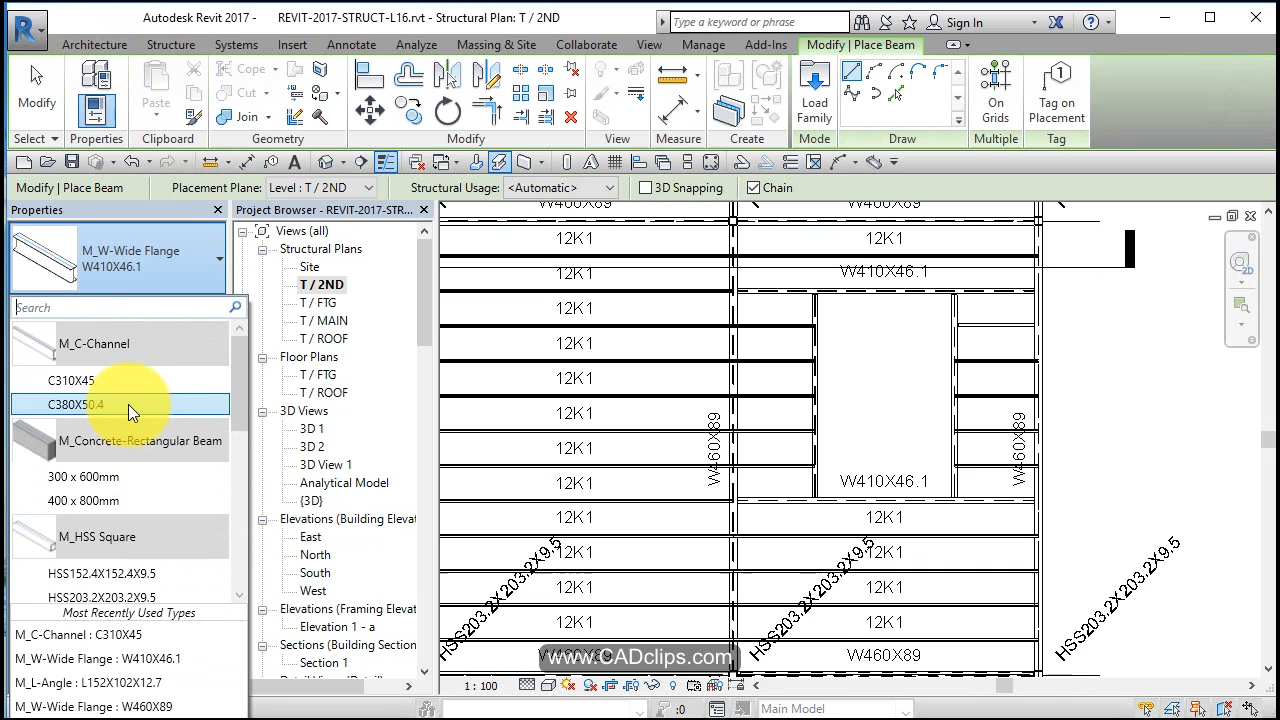 Autodesk Revit 2017 - REVIT-2017-STRUCT-L16.rvt - Structural Plan: T / 2ND
Type a keyword or phrase
Sign In
Architecture Structure Systems Insert Annotate Analyze Massing & Site Collaborate View Manage Add-Ins Modify | Place Beam
Modify
Paste
Cope
Cut
Join
Load Family
On Grids
Tag on Placement
Select Properties Clipboard Geometry Modify View Measure Create Mode Draw Multiple Tag
Modify | Place Beam Placement Plane: Level : T / 2ND Structural Usage: <Automatic> 3D Snapping Chain
Properties
M_W-Wide Flange
W410X46.1
Search
M_C-Channel
C310X45
C380X50.4
M_Concrete-Rectangular Beam
300 x 600mm
400 x 800mm
M_HSS Square
HSS152.4X152.4X9.5
HSS203.2X203.2X9.5
Most Recently Used Types
M_C-Channel : C310X45
M_W-Wide Flange : W410X46.1
M_L-Angle : L152X102X12.7
M_W-Wide Flange : W460X89
Project Browser - REVIT-2017-STR...
Views (all)
Structural Plans
Site
T / 2ND
T / FTG
T / MAIN
T / ROOF
Floor Plans
T / FTG
T / ROOF
3D Views
3D 1
3D 2
3D View 1
Analytical Model
{3D}
Elevations (Building Elevat
East
North
South
West
Elevations (Framing Elevat
Elevation 1 - a
Sections (Building Section
Section 1
12K1
12K1
12K1
12K1
12K1
12K1
12K1
12K1
12K1
12K1
12K1
W460X89
12K1
W410X46.1
W410X46.1
12K1
12K1
12K1
12K1
W460X89
W460X89
W460X89
HSS203.2X203.2X9.5
HSS203.2X203.2X9.5
HSS203.2X203.2X9.5
www.CADclips.com
1 : 100
:0
Main Model